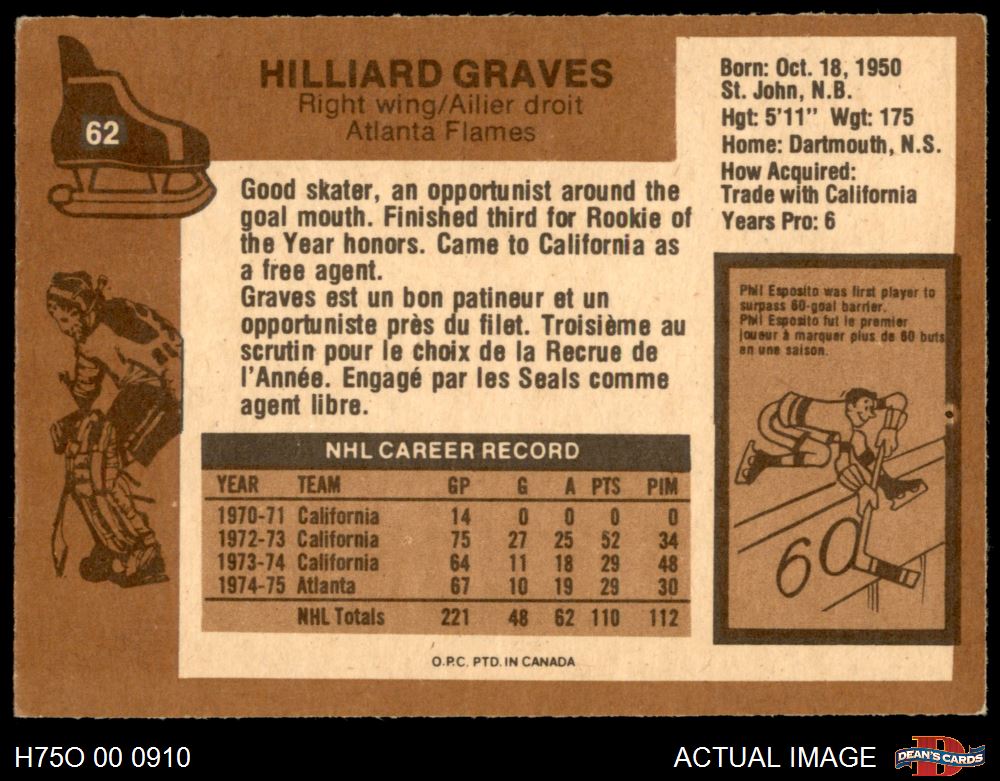 62
HILLIARD GRAVES
Right wing/Ailier droit
Atlanta Flames
Born: Oct. 18, 1950
St. John, N.B.
Hgt: 5'11" Wgt: 175
Home: Dartmouth, N.S.
How Acquired:
Trade with California
Years Pro: 6
Good skater, an opportunist around the
goal mouth. Finished third for Rookie of
the Year honors. Came to California as
a free agent.
Graves est un bon patineur et un
opportuniste près du filet. Troisième au
scrutin pour le choix de la Recrue de
l'Année. Engagé par les Seals comme
agent libre.
Phil Esposito was first player to
surpass 60-goal barrier.
Phil Esposito fut le premier
joueur à marquer plus de 60 buts
en une saison.
60
NHL CAREER RECORD
YEAR TEAM GP G A PTS PIM
1970-71 California 14 0 0 0 0
1972-73 California 75 27 25 52 34
1973-74 California 64 11 18 29 48
1974-75 Atlanta 67 10 19 29 30
NHL Totals 221 48 62 110 112
O.P.C. PTD. IN CANADA
H75O 00 0910
ACTUAL IMAGE
D
DEAN'S CARDS